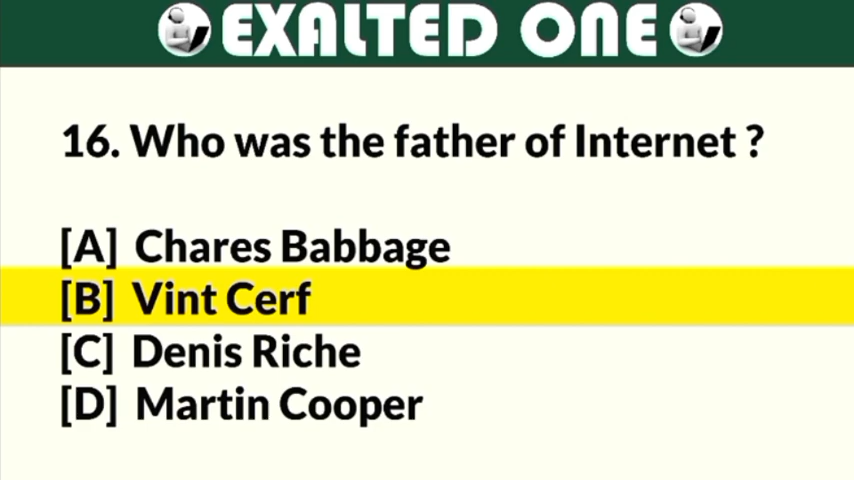 EXALTED ONE
16. Who was the father of Internet ?
[A] Chares Babbage
[B] Vint Cerf
[C] Denis Riche
[D] Martin Cooper